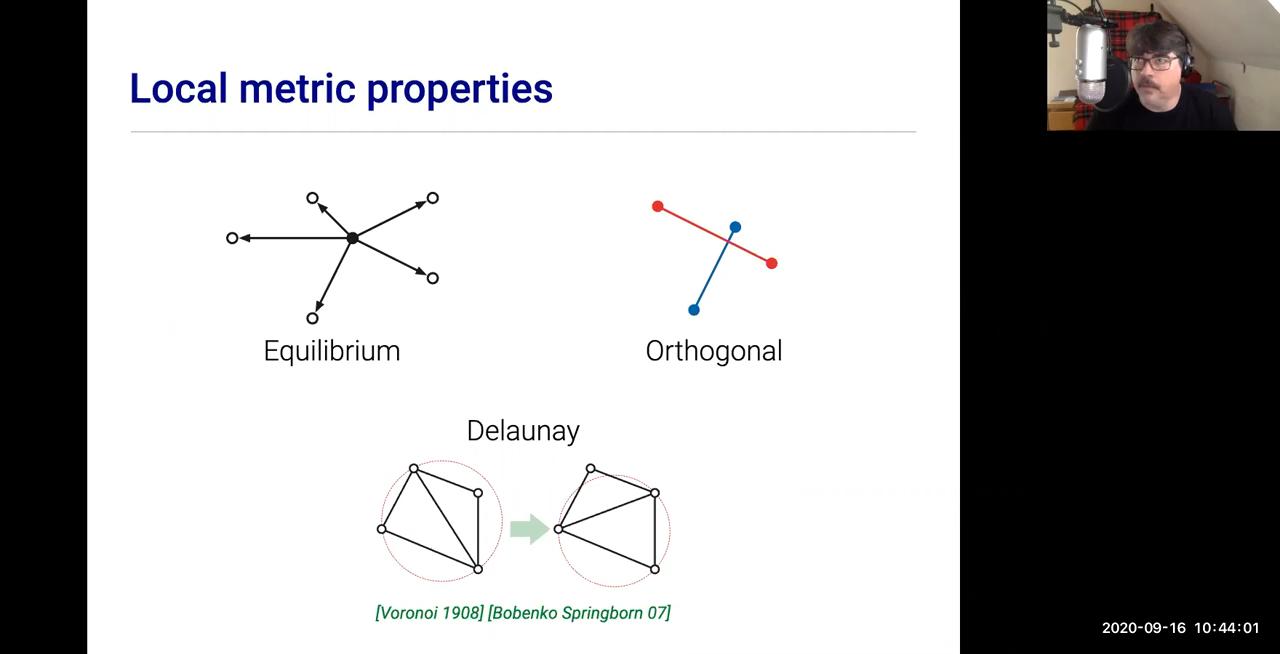 Local metric properties
Equilibrium
Orthogonal
Delaunay
[Voronoi 1908] [Bobenko Springborn 07]
2020-09-16 10:44:01